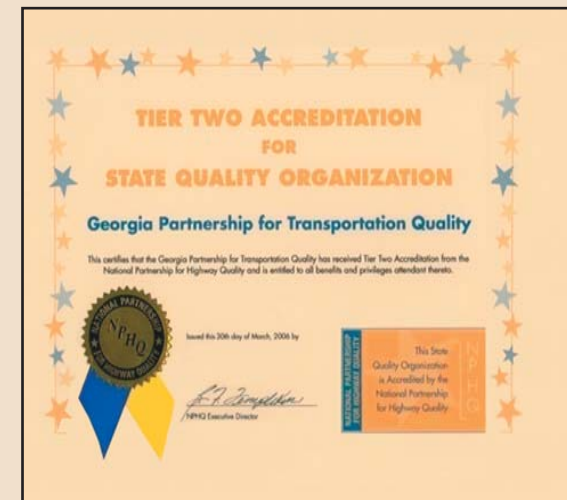 TIER TWO ACCREDITATION
FOR
STATE QUALITY ORGANIZATION
Georgia Partnership for Transportation Quality
This certifies that the Georgia Partnership for Transportation Quality has received Tier Two Accreditation from the
National Partnership for Highway Quality and is entitled to all benefits and privileges attendant thereto.
NATIONAL PARTNERSHIP
NPHQ
FOR HIGHWAY QUALITY
Issued this 30th day of March, 2006 by
NPHQ Executive Director
NATIONAL PARTNERSHIP
FOR HIGHWAY QUALITY
This State
Quality Organization
is Accredited by the
National Partnership
for Highway Quality
NPHQ